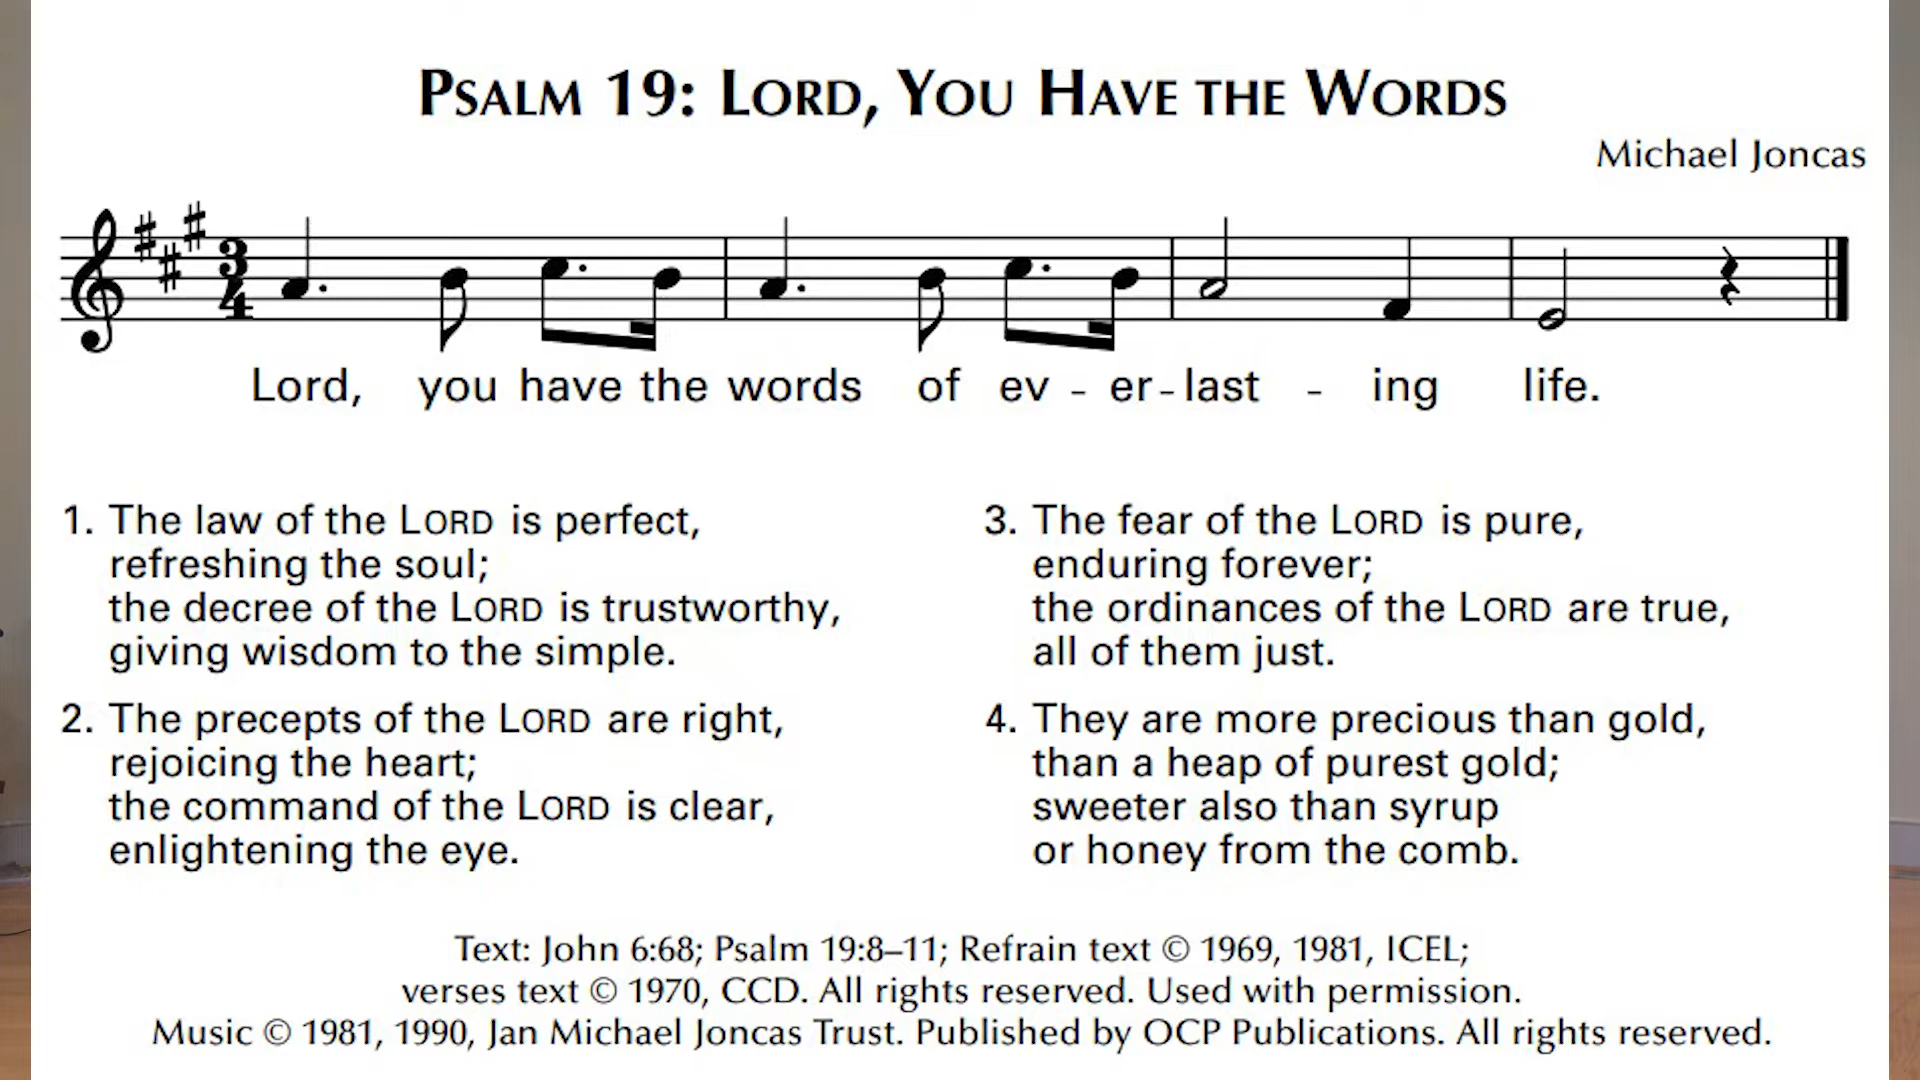 PSALM 19: LORD, YOU HAVE THE WORDS
Michael Joncas
3
4
Lord, you have the words of ev - er - last - ing life.
1. The law of the LORD is perfect,
refreshing the soul;
the decree of the LORD is trustworthy,
giving wisdom to the simple.
2. The precepts of the LORD are right,
rejoicing the heart;
the command of the LORD is clear,
enlightening the eye.
3. The fear of the LORD is pure,
enduring forever;
the ordinances of the LORD are true,
all of them just.
4. They are more precious than gold,
than a heap of purest gold;
sweeter also than syrup
or honey from the comb.
Text: John 6:68; Psalm 19:8–11; Refrain text © 1969, 1981, ICEL;
verses text © 1970, CCD. All rights reserved. Used with permission.
Music © 1981, 1990, Jan Michael Joncas Trust. Published by OCP Publications. All rights reserved.